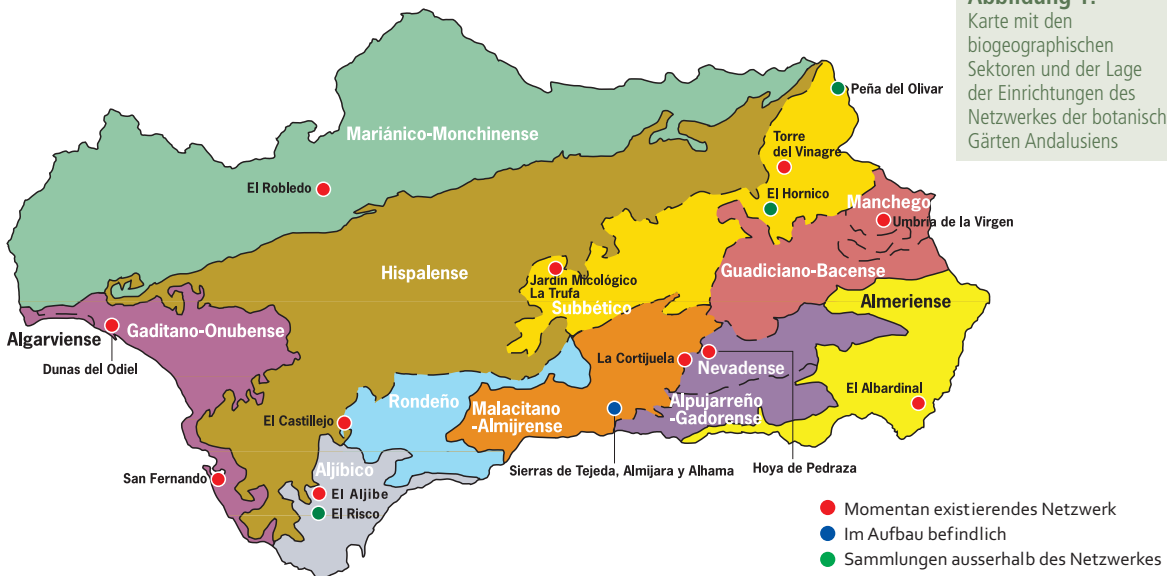 Abbildung 1:
Karte mit den
biogeographischen
Sektoren und der Lage
der Einrichtungen des
Netzwerkes der botanisch
Gärten Andalusiens
Peña del Olivar
Mariánico-Monchinense
Torre
del Vinagre
El Robledo
El Hornico
Manchego
Umbría de la Virgen
Hispalense
Guadiciano-Bacense
Jardín Micológico
La Trufa
Subbético
Almeriense
Algarviense
Gaditano-Onubense
Dunas del Odiel
La Cortijuela
Nevadense
El Albardinal
Rondeño
Malacitano
-Almijrense
Alpujarreño
-Gadorense
El Castillejo
Aljibico
Sierras de Tejeda, Almijara y Alhama
Hoya de Pedraza
San Fernando
El Aljibe
El Risco
Momentan existierendes Netzwerk
Im Aufbau befindlich
Sammlungen ausserhalb des Netzwerkes